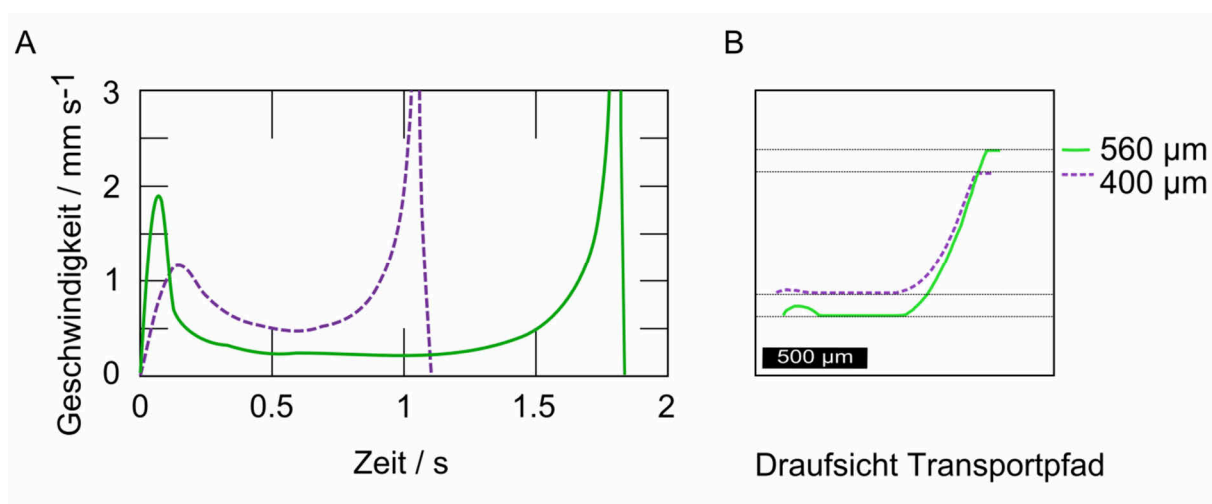 A
B
Geschwindigkeit / mm s-1
3
2
1
0
0
0.5
1
1.5
2
Zeit / s
560 µm
400 µm
500 µm
Draufsicht Transportpfad